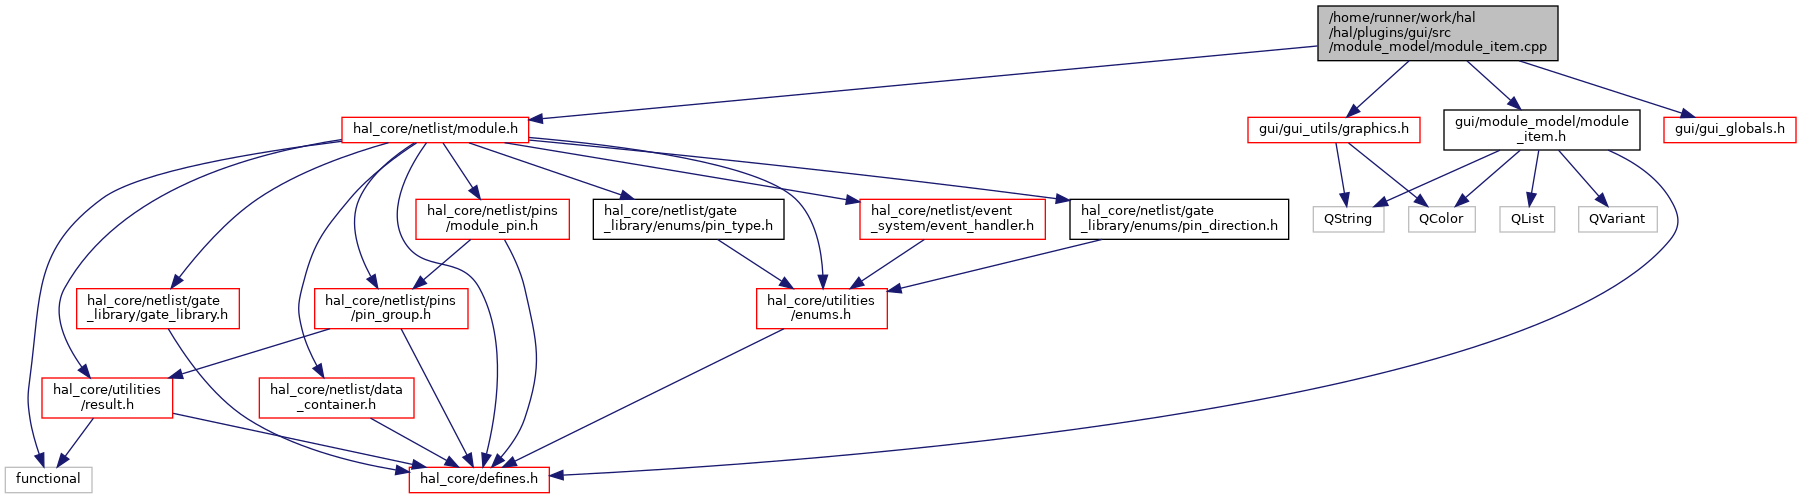 /home/runner/work/hal
/hal/plugins/gui/src
/module_model/module_item.cpp
hal_core/netlist/module.h
gui/gui_utils/graphics.h
gui/module_model/module
_item.h
gui/gui_globals.h
hal_core/netlist/pins
/module_pin.h
hal_core/netlist/gate
_library/enums/pin_type.h
hal_core/netlist/event
_system/event_handler.h
hal_core/netlist/gate
_library/enums/pin_direction.h
QString
QColor
QList
QVariant
hal_core/netlist/gate
_library/gate_library.h
hal_core/netlist/pins
/pin_group.h
hal_core/utilities
/enums.h
hal_core/utilities
/result.h
hal_core/netlist/data
_container.h
functional
hal_core/defines.h